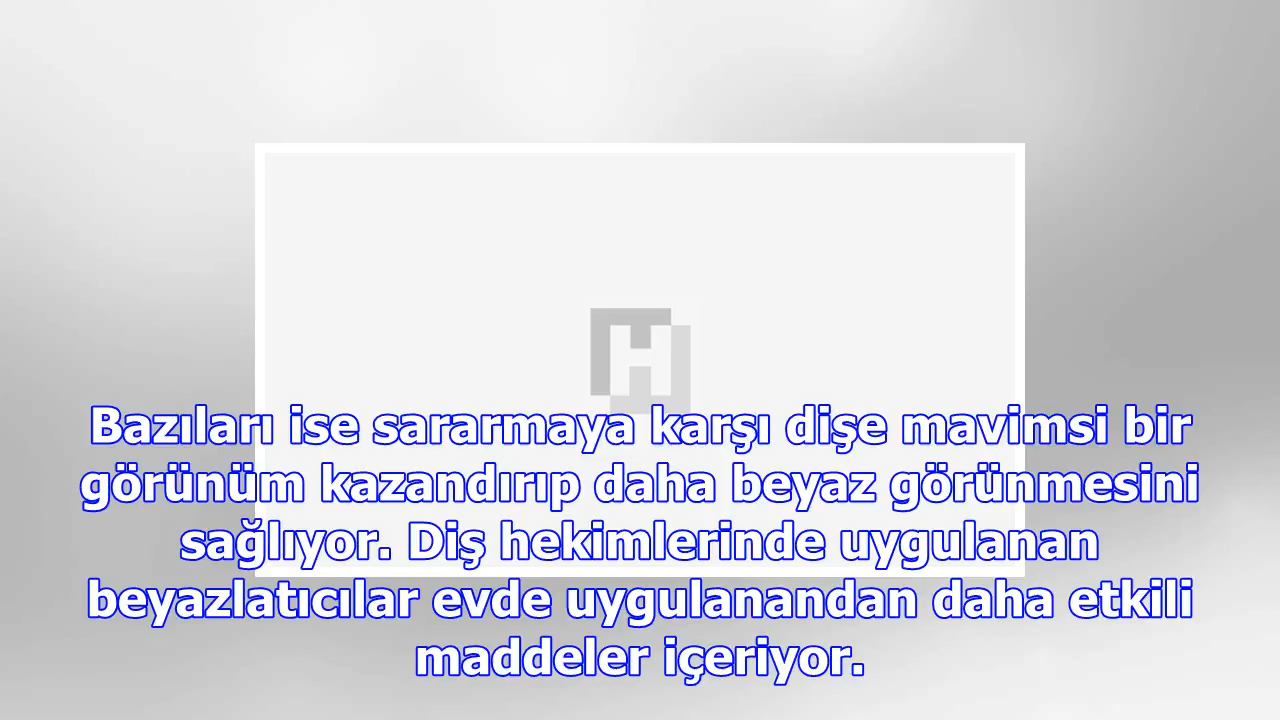 Bazıları ise sararmaya karşı dişe mavimsi bir
görünüm kazandırıp daha beyaz görünmesini
sağlıyor. Diş hekimlerinde uygulanan
beyazlatıcılar evde uygulanandan daha etkili
maddeler içeriyor.